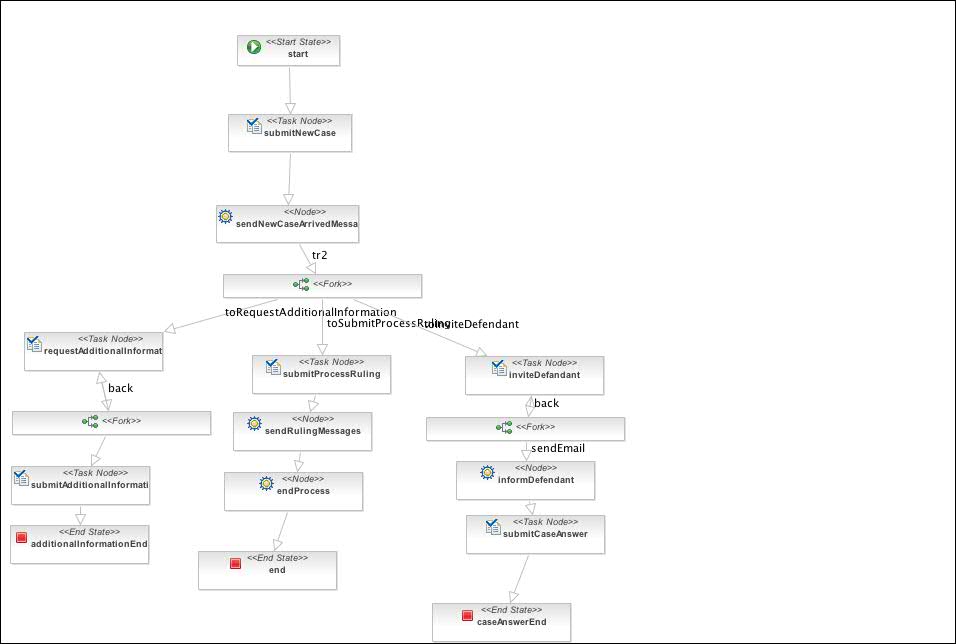 <<Start State>>
start
<<Task Node>>
submitNewCase
<<Node>>
sendNewCaseArrivedMessa
tr2
<<Fork>>
toRequestAdditionalInformation
toSubmitProcessRuling
toInviteDefendant
<<Task Node>>
requestAdditionalInformat
<<Task Node>>
submitProcessRuling
<<Task Node>>
inviteDefandant
back
back
<<Fork>>
<<Node>>
sendRulingMessages
<<Fork>>
sendEmail
<<Task Node>>
submitAdditionalInformati
<<Node>>
endProcess
<<Node>>
informDefendant
<<End State>>
additionalInformationEnd
<<Task Node>>
submitCaseAnswer
<<End State>>
end
<<End State>>
caseAnswerEnd